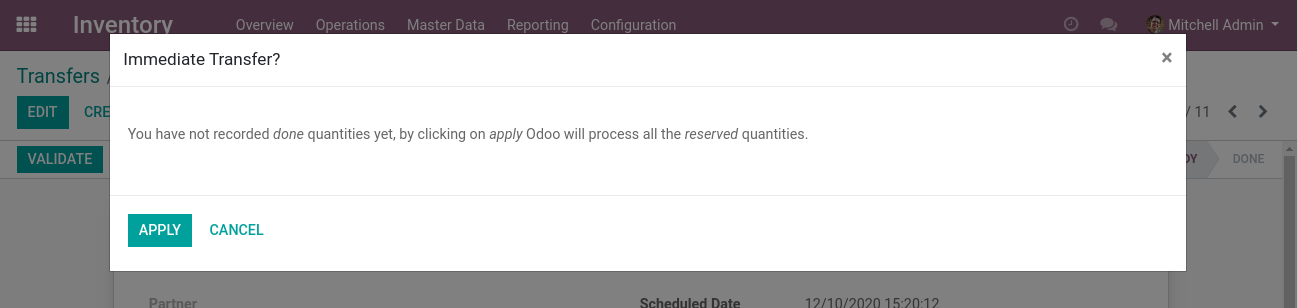 Inventory Overview Operations Master Data Reporting Configuration Mitchell Admin
Immediate Transfer? ×
Transfers /
EDIT CRE / 11
You have not recorded done quantities yet, by clicking on apply Odoo will process all the reserved quantities.
VALIDATE DY DONE
APPLY CANCEL
Partner Scheduled Date 12/10/2020 15:20:12